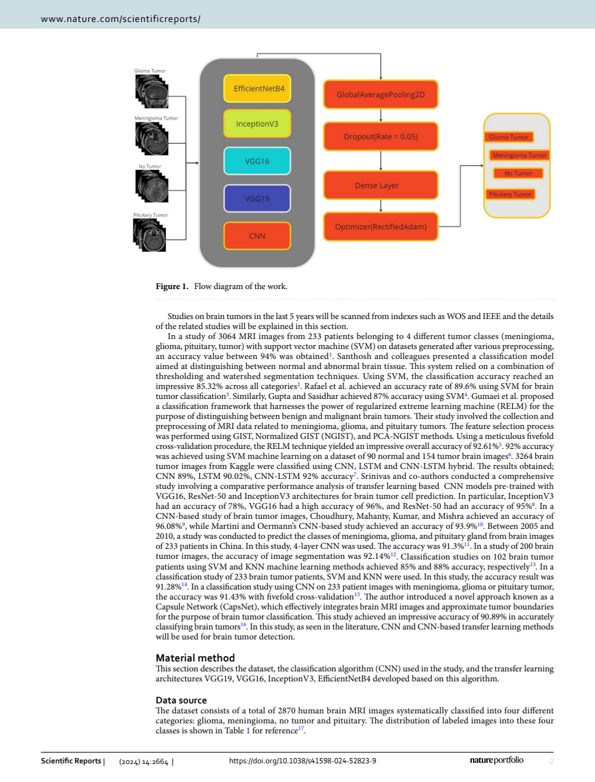 www.nature.com/scientificreports/
Glioma Tumor
Meningioma Tumor
No Tumor
Pituitary Tumor
EfficientNetB4
InceptionV3
VGG16
VGG19
CNN
GlobalAveragePooling2D
Dropout(Rate = 0.05)
Dense Layer
Optimizer(RectifiedAdam)
Glioma Tumor
Meningioma Tumor
No Tumor
Pituitary Tumor
Figure 1. Flow diagram of the work.
Studies on brain tumors in the last 5 years will be scanned from indexes such as WOS and IEEE and the details
of the related studies will be explained in this section.
In a study of 3064 MRI images from 233 patients belonging to 4 different tumor classes (meningioma,
glioma, pituitary, tumor) with support vector machine (SVM) on datasets generated after various preprocessing,
an accuracy value between 94% was obtained1. Santhosh and colleagues presented a classification model
aimed at distinguishing between normal and abnormal brain tissue. This system relied on a combination of
thresholding and watershed segmentation techniques. Using SVM, the classification accuracy reached an
impressive 85.32% across all categories2. Rafael et al. achieved an accuracy rate of 89.6% using SVM for brain
tumor classification3. Similarly, Gupta and Sasidhar achieved 87% accuracy using SVM4. Gumaei et al. proposed
a classification framework that harnesses the power of regularized extreme learning machine (RELM) for the
purpose of distinguishing between benign and malignant brain tumors. Their study involved the collection and
preprocessing of MRI data related to meningioma, glioma, and pituitary tumors. The feature selection process
was performed using GIST, Normalized GIST (NGIST), and PCA-NGIST methods. Using a meticulous fivefold
cross-validation procedure, the RELM technique yielded an impressive overall accuracy of 92.61%5. 92% accuracy
was achieved using SVM machine learning on a dataset of 90 normal and 154 tumor brain images6. 3264 brain
tumor images from Kaggle were classified using CNN, LSTM and CNN-LSTM hybrid. The results obtained;
CNN 89%, LSTM 90.02%, CNN-LSTM 92% accuracy7. Srinivas and co-authors conducted a comprehensive
study involving a comparative performance analysis of transfer learning based CNN models pre-trained with
VGG16, ResNet-50 and InceptionV3 architectures for brain tumor cell prediction. In particular, InceptionV3
had an accuracy of 78%, VGG16 had a high accuracy of 96%, and ResNet-50 had an accuracy of 95%8. In a
CNN-based study of brain tumor images, Choudhury, Mahanty, Kumar, and Mishra achieved an accuracy of
96.08%9, while Martini and Oermann's CNN-based study achieved an accuracy of 93.9%10. Between 2005 and
2010, a study was conducted to predict the classes of meningioma, glioma, and pituitary gland from brain images
of 233 patients in China. In this study, 4-layer CNN was used. The accuracy was 91.3%11. In a study of 200 brain
tumor images, the accuracy of image segmentation was 92.14%12. Classification studies on 102 brain tumor
patients using SVM and KNN machine learning methods achieved 85% and 88% accuracy, respectively13. In a
classification study of 233 brain tumor patients, SVM and KNN were used. In this study, the accuracy result was
91.28%14. In a classification study using CNN on 233 patient images with meningioma, glioma or pituitary tumor,
the accuracy was 91.43% with fivefold cross-validation15. The author introduced a novel approach known as a
Capsule Network (CapsNet), which effectively integrates brain MRI images and approximate tumor boundaries
for the purpose of brain tumor classification. This study achieved an impressive accuracy of 90.89% in accurately
classifying brain tumors16. In this study, as seen in the literature, CNN and CNN-based transfer learning methods
will be used for brain tumor detection.
Material method
This section describes the dataset, the classification algorithm (CNN) used in the study, and the transfer learning
architectures VGG19, VGG16, InceptionV3, EfficientNetB4 developed based on this algorithm.
Data source
The dataset consists of a total of 2870 human brain MRI images systematically classified into four different
categories: glioma, meningioma, no tumor and pituitary. The distribution of labeled images into these four
classes is shown in Table 1 for reference17.
Scientific Reports | (2024) 14:2664 | https://doi.org/10.1038/s41598-024-52823-9 natureportfolio 2